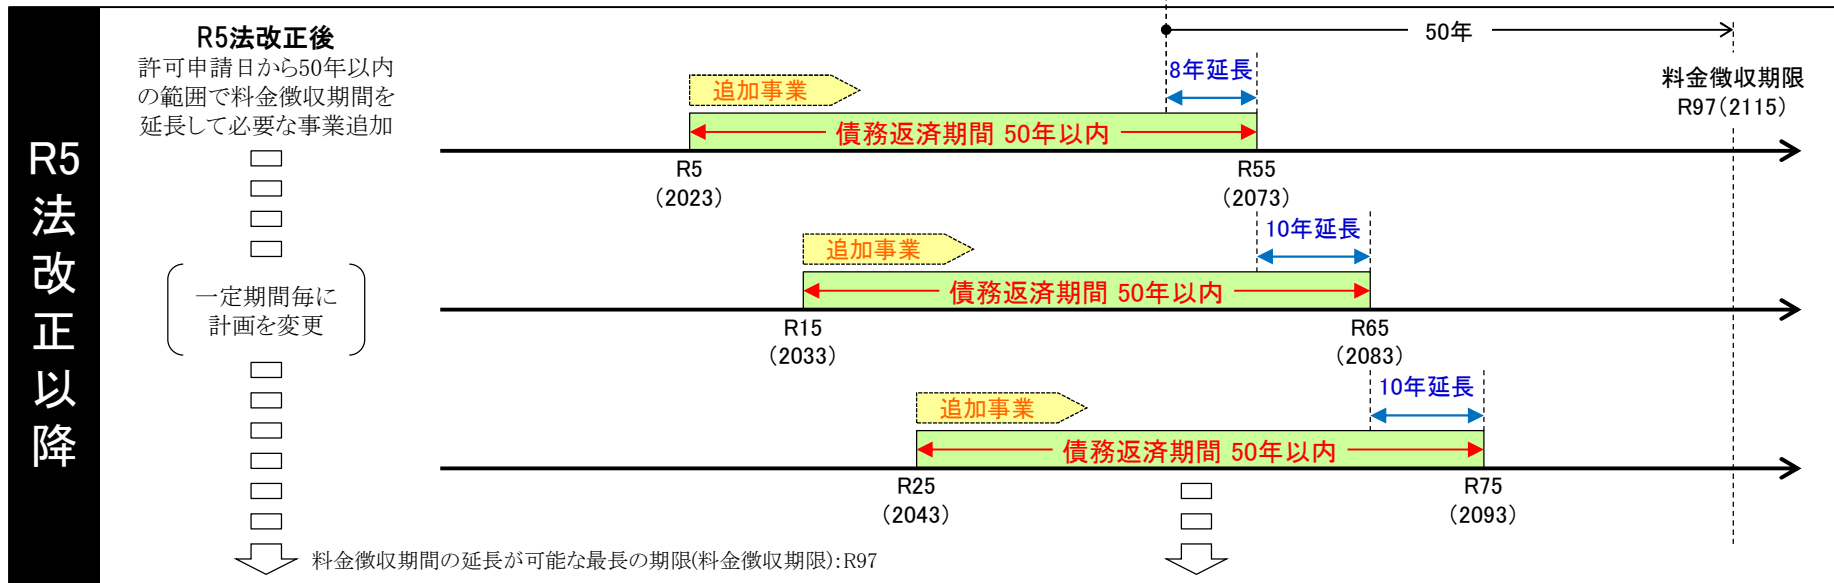 R5法改正以降
R5法改正後
許可申請日から50年以内
の範囲で料金徴収期間を
延長して必要な事業追加
一定期間毎に
計画を変更
50年
料金徴収期限
R97(2115)
8年延長
追加事業
債務返済期間 50年以内
R5
(2023)
R55
(2073)
10年延長
追加事業
債務返済期間 50年以内
R15
(2033)
R65
(2083)
10年延長
追加事業
債務返済期間 50年以内
R25
(2043)
R75
(2093)
料金徴収期間の延長が可能な最長の期限(料金徴収期限):R97